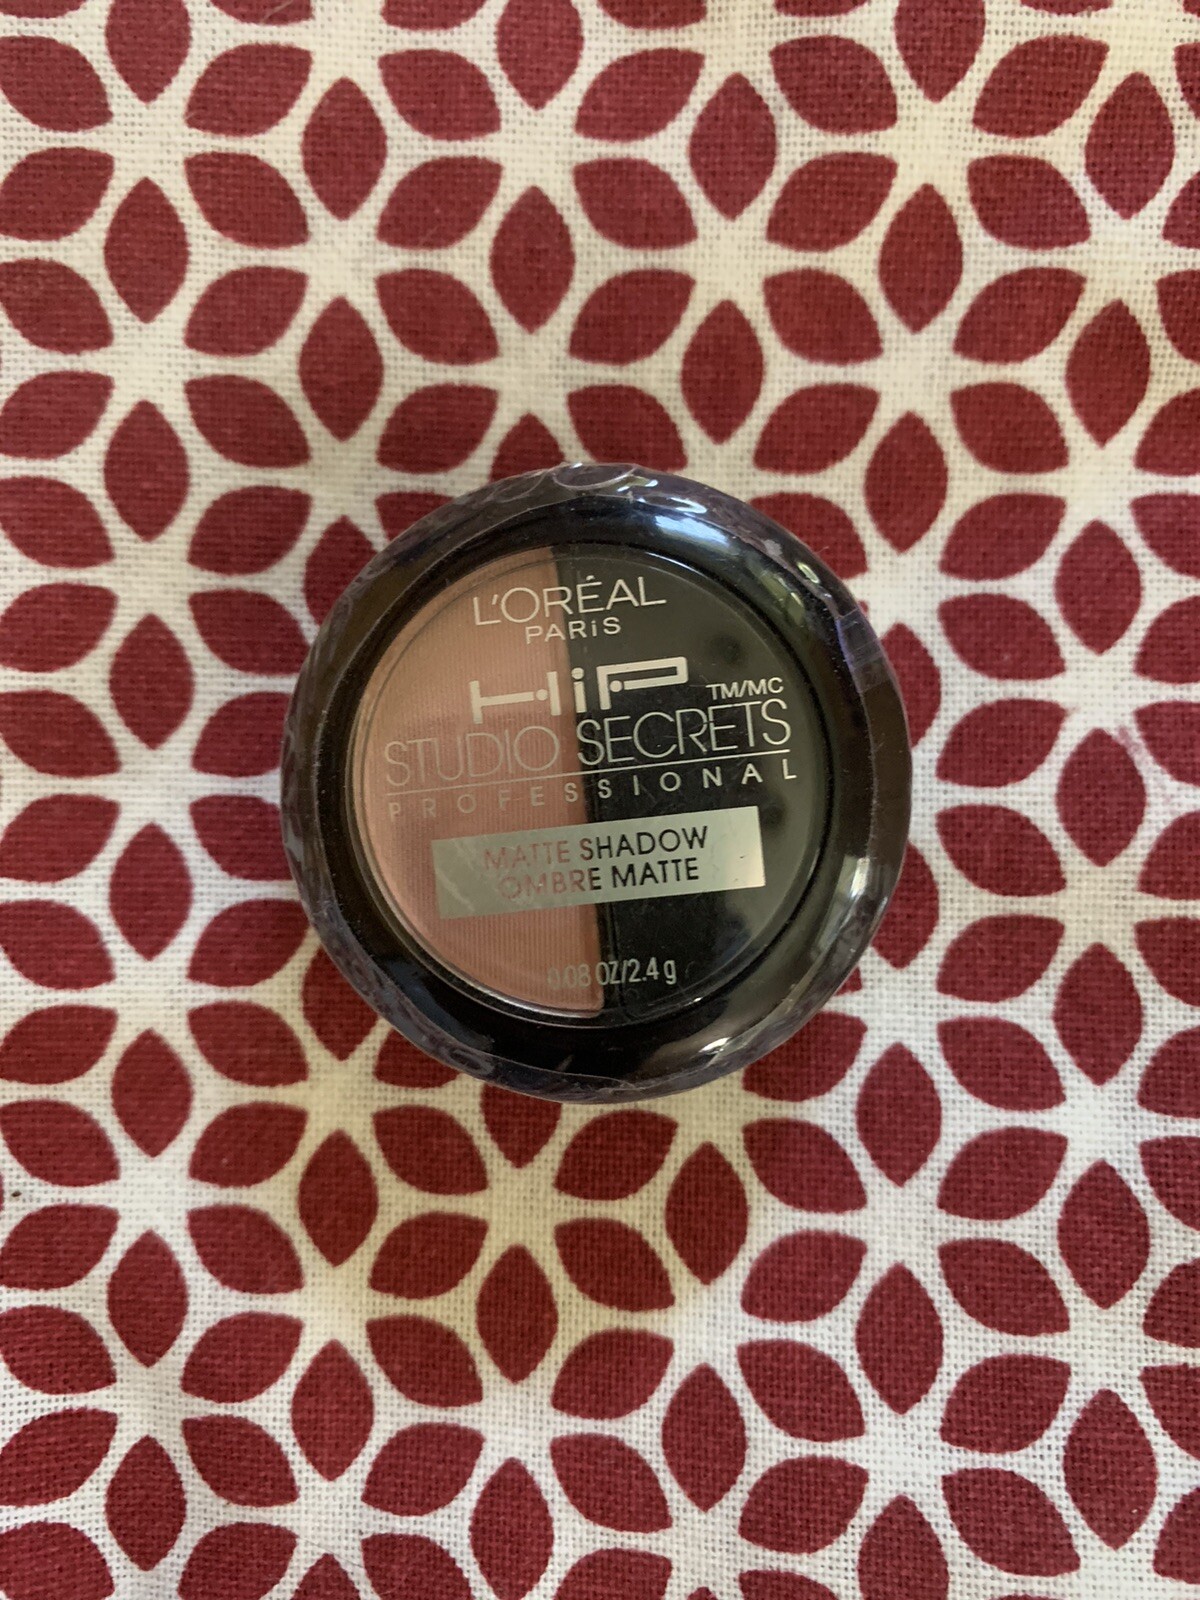 L'ORÉAL
PARiS
HiP TM/MC
STUDIO SECRETS
PROFESSIONAL
MATTE SHADOW
OMBRE MATTE
0.08 OZ/2.4 g